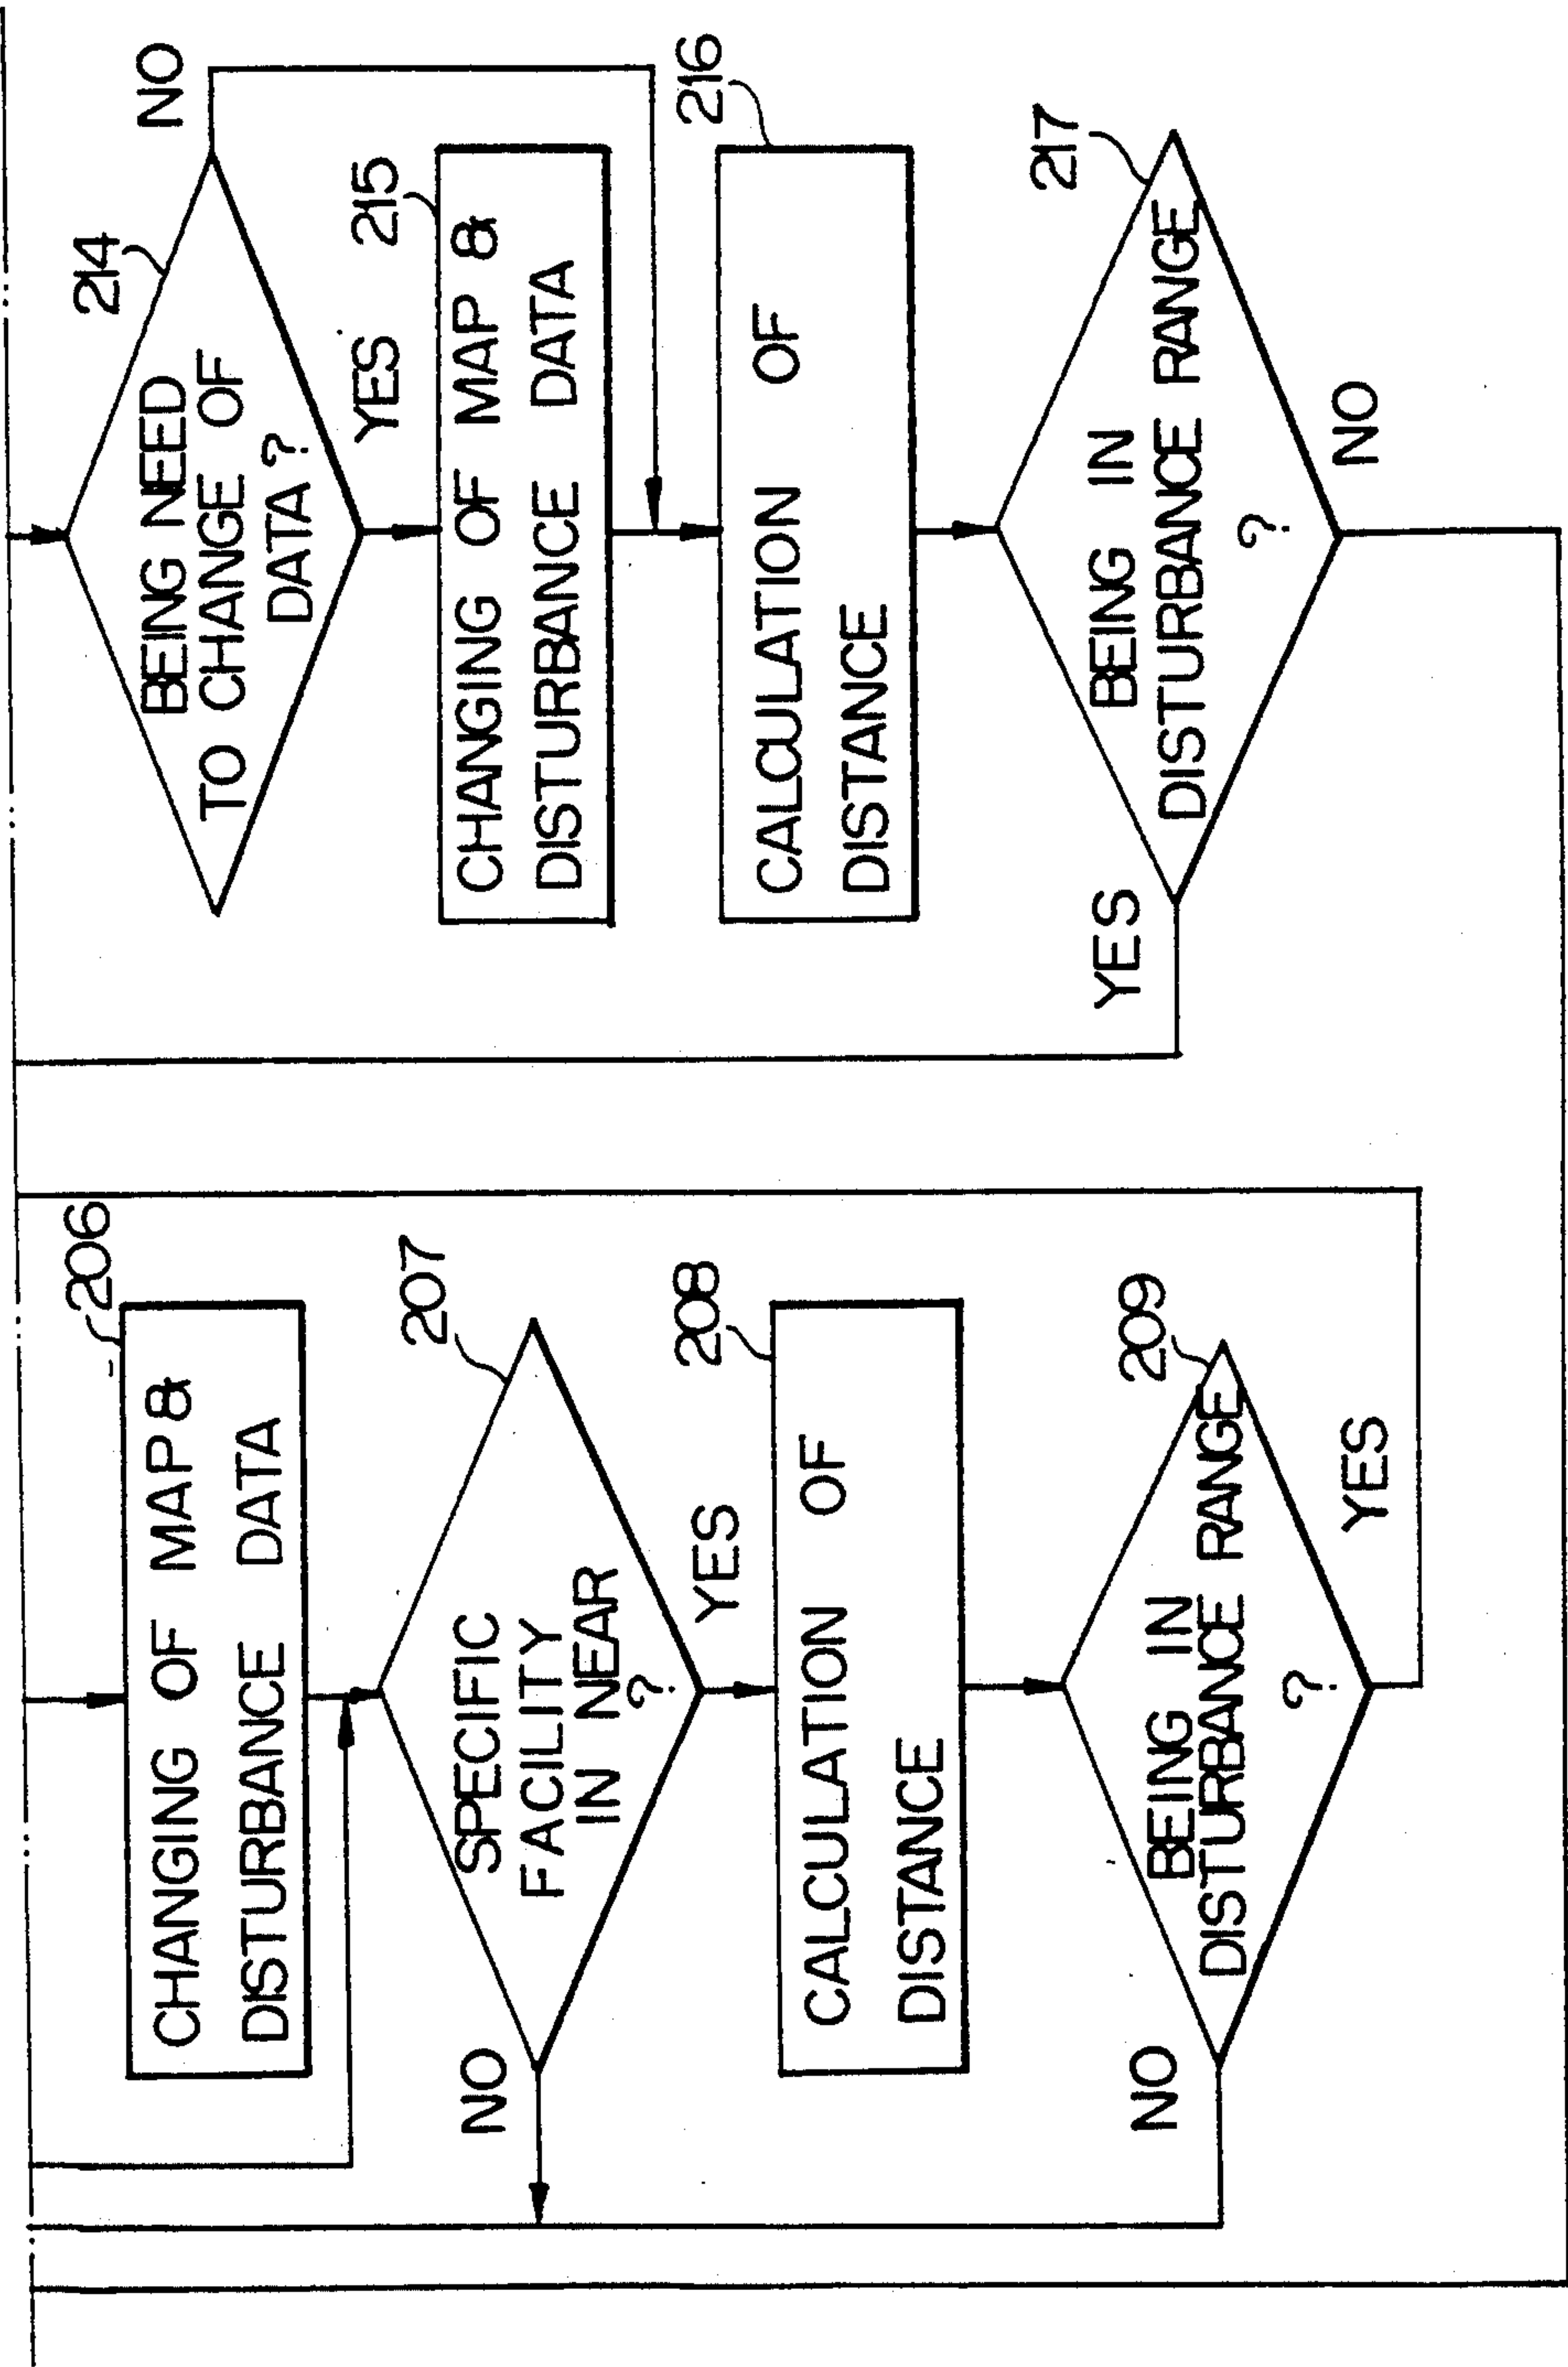 206
CHANGING OF MAP &
DISTURBANCE DATA
207
SPECIFIC
FACILITY
IN NEAR
?
NO
YES
208
CALCULATION OF
DISTANCE
209
BEING IN
DISTURBANCE RANGE
?
NO
YES
214
BEING NEED
TO CHANGE OF
DATA ?
NO
YES
215
CHANGING OF MAP &
DISTURBANCE DATA
216
CALCULATION OF
DISTANCE
217
BEING IN
DISTURBANCE RANGE
?
YES
NO